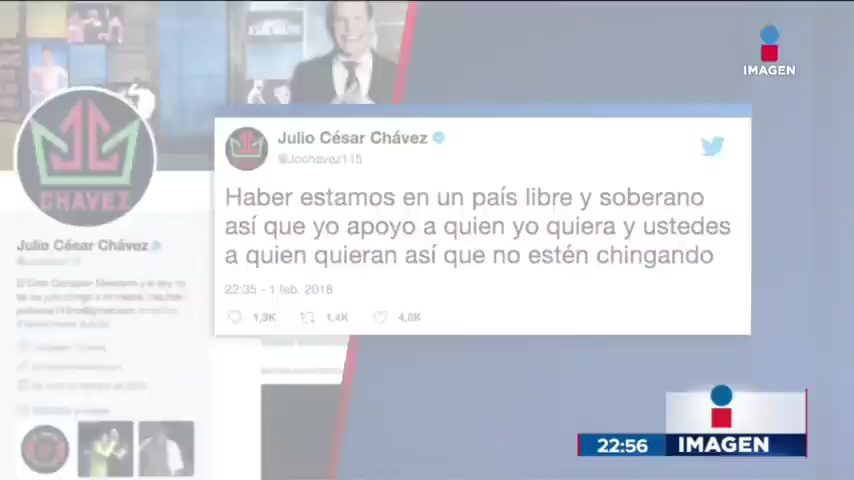 IMAGEN
CHAVEZ
Julio César Chávez
@Jochavez115
Haber estamos en un país libre y soberano
así que yo apoyo a quien yo quiera y ustedes
a quien quieran así que no estén chingando
22:35 - 1 feb. 2018
1,3K 1,4K 4,0K
Julio César Chávez
22:56 IMAGEN